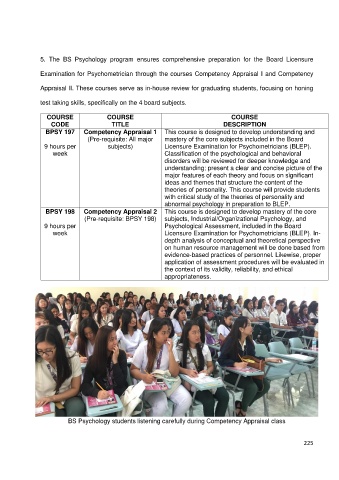 5. The BS Psychology program ensures comprehensive preparation for the Board Licensure
Examination for Psychometrician through the courses Competency Appraisal I and Competency
Appraisal II. These courses serve as in-house review for graduating students, focusing on honing
test taking skills, specifically on the 4 board subjects.
COURSE CODE
COURSE TITLE
COURSE DESCRIPTION
BPSY 197
9 hours per
week
Competency Appraisal 1
(Pre-requisite: All major
subjects)
This course is designed to develop understanding and
mastery of the core subjects included in the Board
Licensure Examination for Psychometricians (BLEP).
Classification of the psychological and behavioral
disorders will be reviewed for deeper knowledge and
understanding; present a clear and concise picture of the
major features of each theory and focus on significant
ideas and themes that structure the content of the
theories of personality. This course will provide students
with critical study of the theories of personality and
abnormal psychology in preparation to BLEP.
BPSY 198
9 hours per
week
Competency Appraisal 2
(Pre requisite: BPSY 198)
This course is designed to develop mastery of the core
subjects, Industrial/Organizational Psychology, and
Psychological Assessment, included in the Board
Licensure Examination for Psychometricians (BLEP). In-
depth analysis of conceptual and theoretical perspective
on human resource management will be done based from
evidence-based practices of personnel. Likewise, proper
application of assessment procedures will be evaluated in
the context of its validity, reliability, and ethical
appropriateness.
BS Psychology students listening carefully during Competency Appraisal class
225